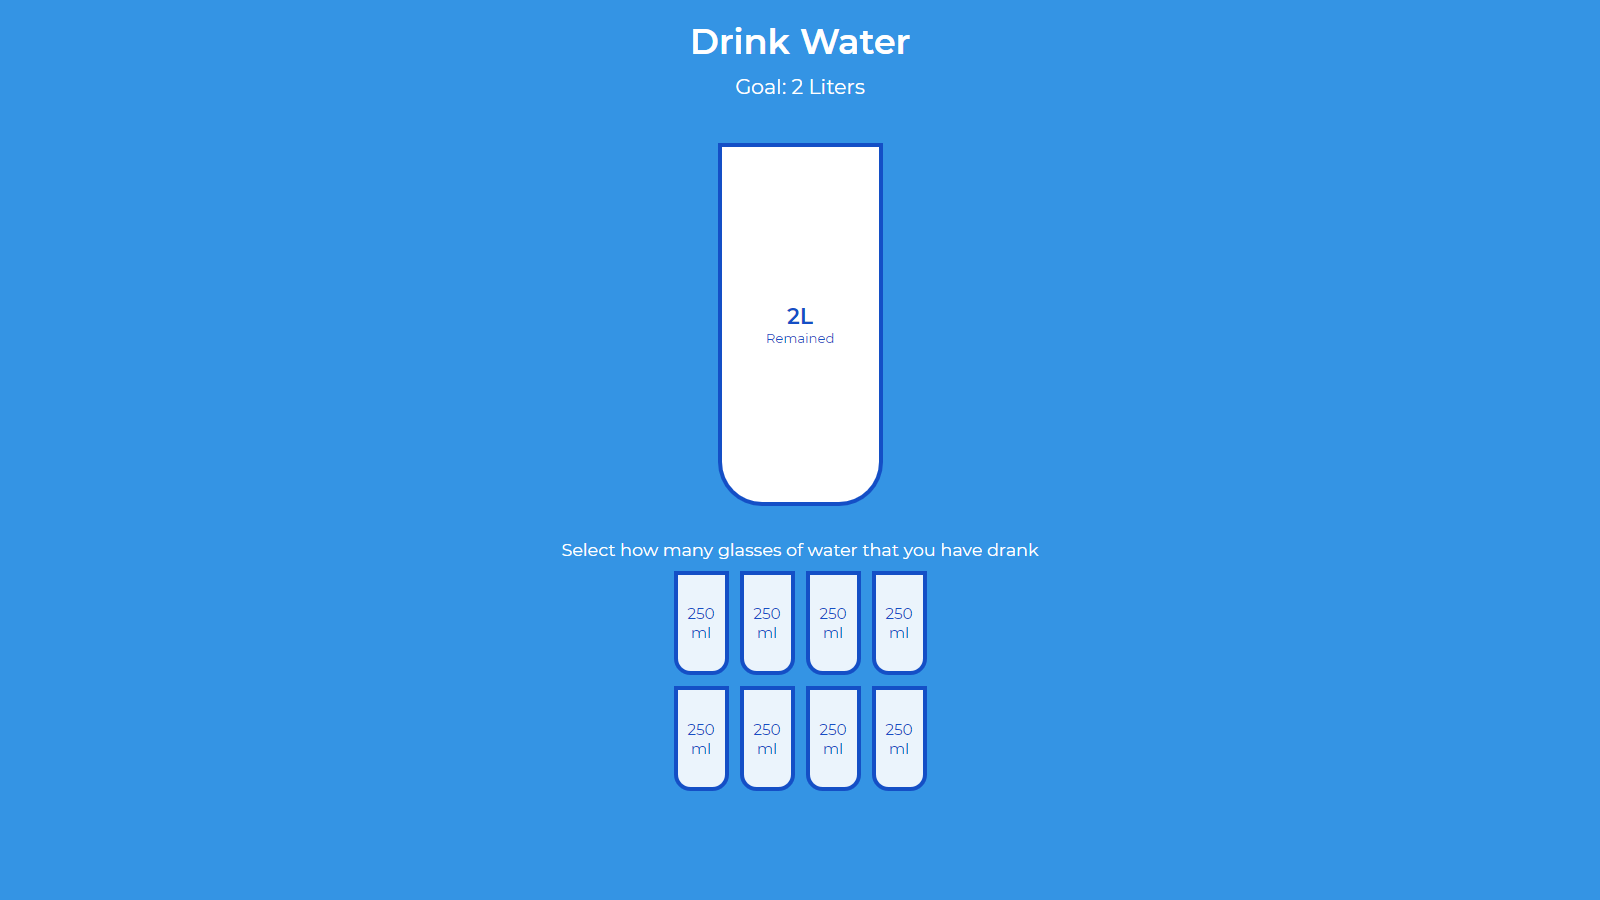 Drink Water
Goal: 2 Liters
2L
Remained
Select how many glasses of water that you have drank
250 250 250 250
ml ml ml ml
250 250 250 250
ml ml ml ml